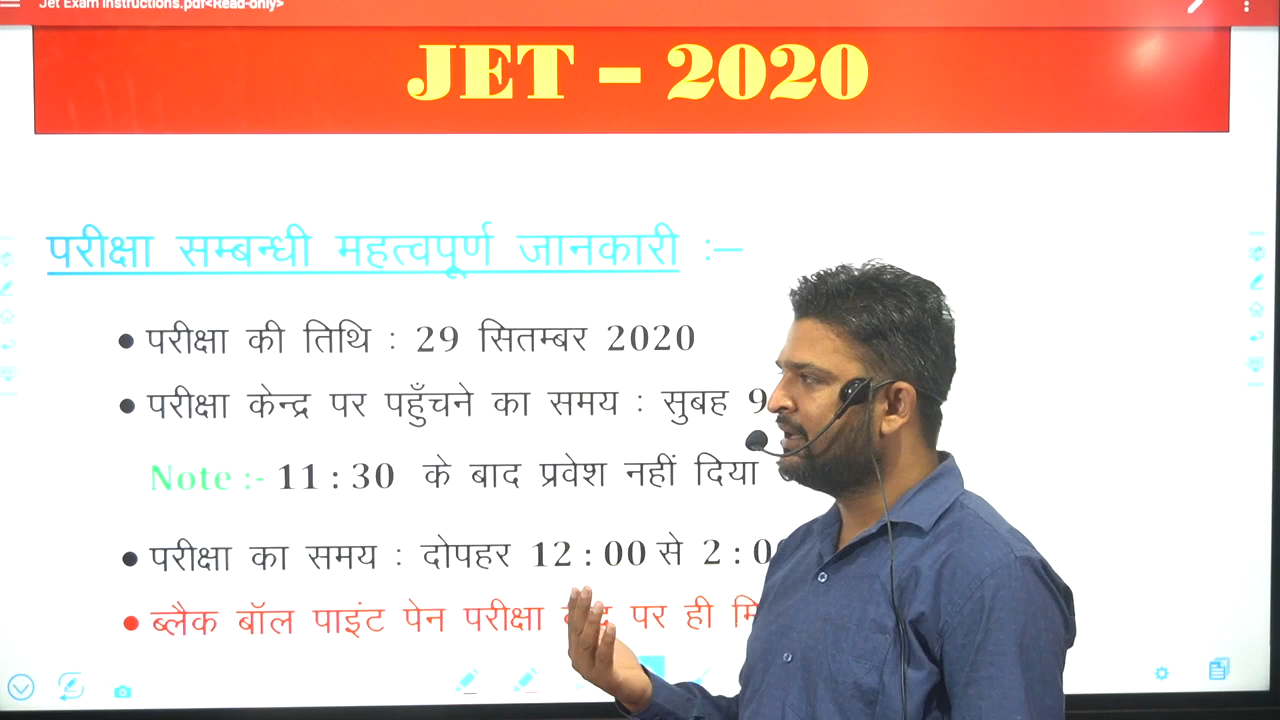 Jet Exam Instructions.pdf<Read-only>
JET – 2020
परीक्षा सम्बन्धी महत्वपूर्ण जानकारी :–
• परीक्षा की तिथि : 29 सितम्बर 2020
• परीक्षा केन्द्र पर पहुँचने का समय : सुबह 9
Note :- 11 : 30 के बाद प्रवेश नहीं दिया
• परीक्षा का समय : दोपहर 12 : 00 से 2 : 00
• ब्लैक बॉल पाइंट पेन परीक्षा पर ही